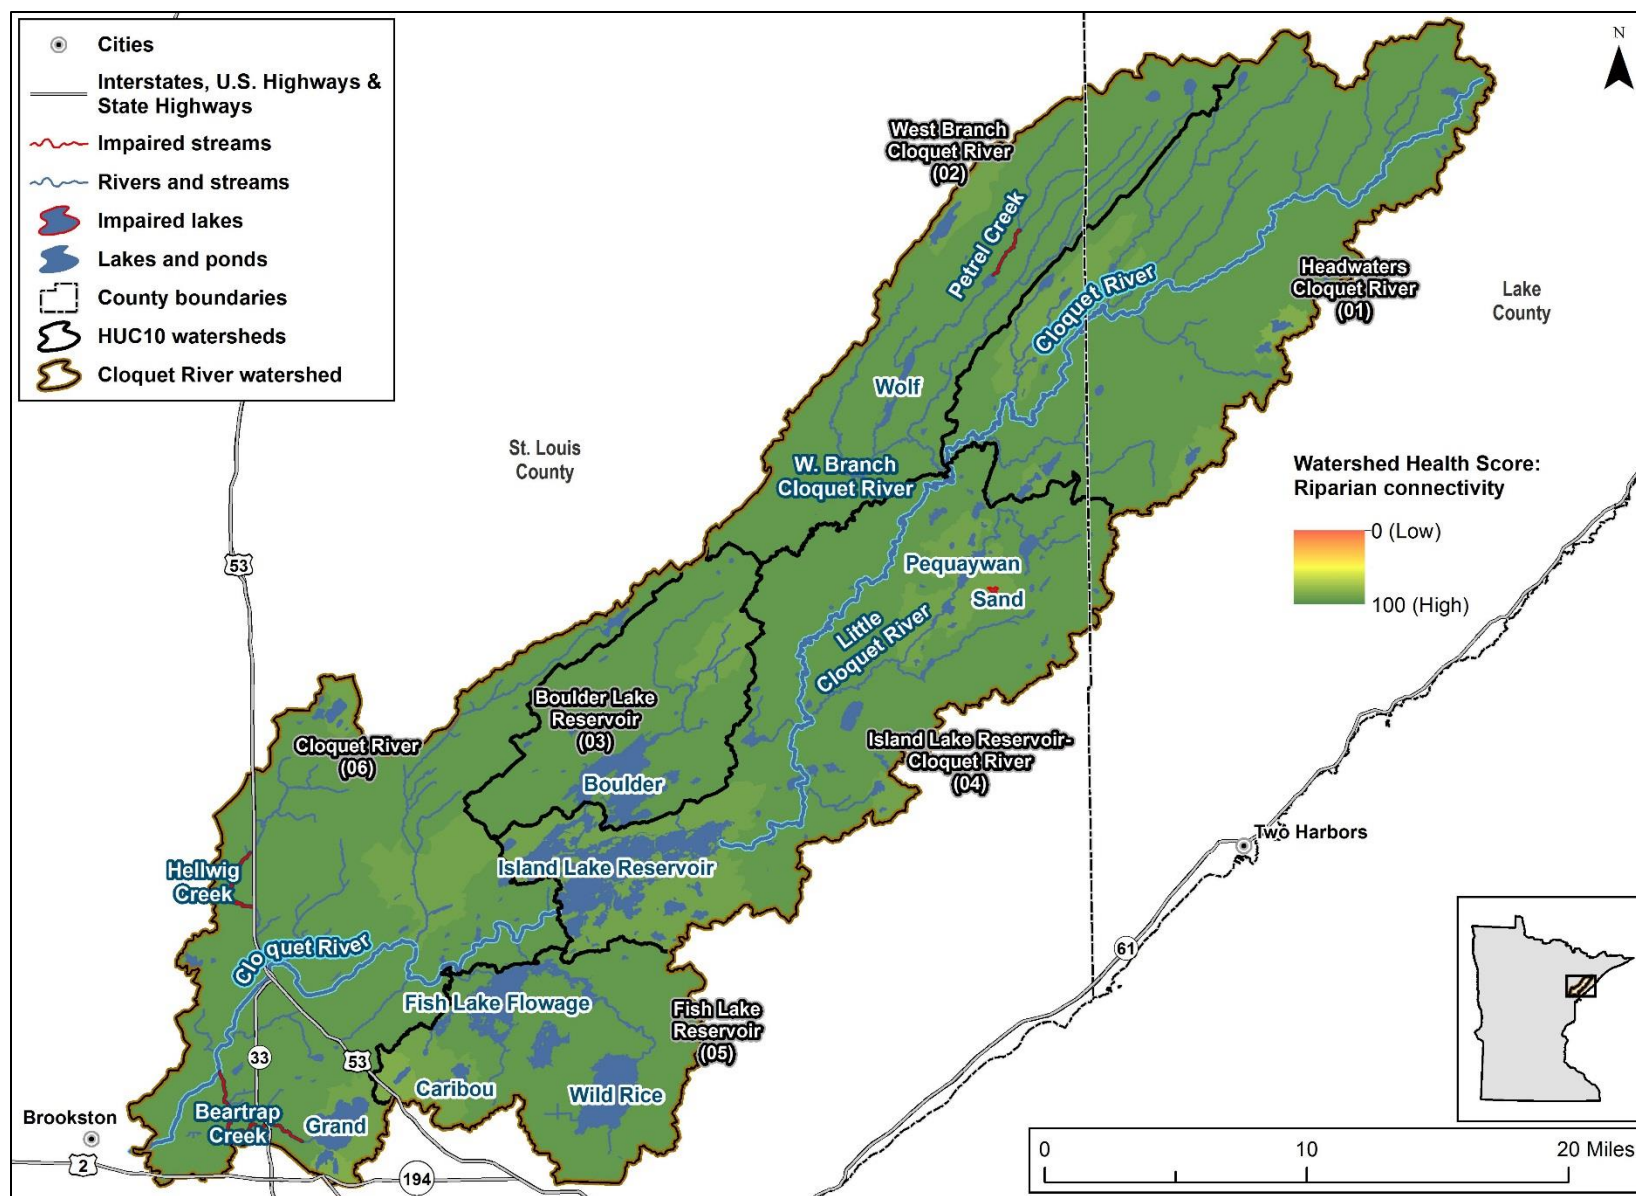 Cities
Interstates, U.S. Highways &
State Highways
Impaired streams
Rivers and streams
Impaired lakes
Lakes and ponds
County boundaries
HUC10 watersheds
Cloquet River watershed
N
West Branch
Cloquet River
(02)
Petrel Creek
Cloquet River
Headwaters
Cloquet River
(01)
Lake
County
Wolf
St. Louis
County
W. Branch
Cloquet River
Watershed Health Score:
Riparian connectivity
0 (Low)
100 (High)
53
Pequaywan
Sand
Little
Cloquet River
Boulder Lake
Reservoir
(03)
Cloquet River
(06)
Island Lake Reservoir-
Cloquet River
(04)
Boulder
Two Harbors
Island Lake Reservoir
Hellwig
Creek
Cloquet River
61
Fish Lake Flowage
Fish Lake
Reservoir
(05)
33
53
Caribou
Wild Rice
Brookston
Beartrap
Creek
Grand
2
194
0
10
20 Miles